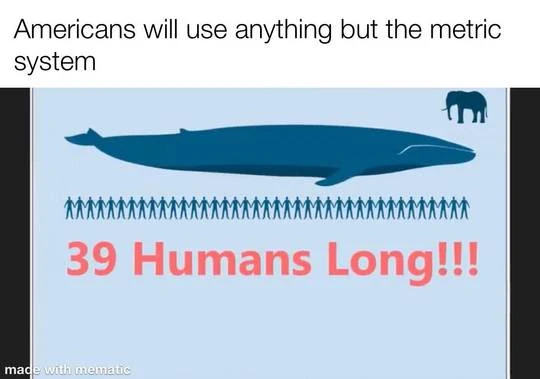 Americans will use anything but the metric
system
39 Humans Long!!!
made with mematic